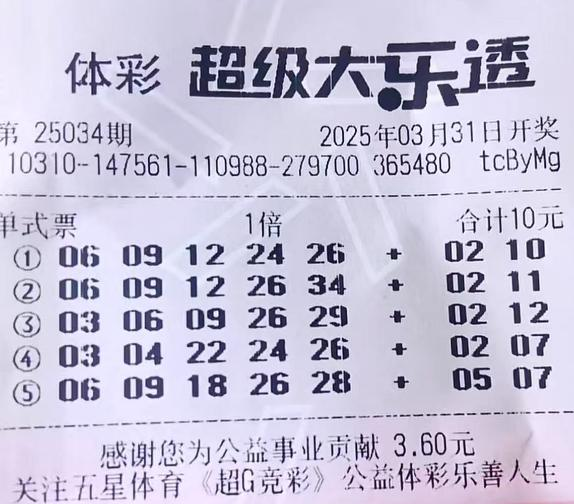 体彩 超级大乐透
第 25034期 2025年03月31日开奖
10310-147561-110988-279700 365480 tcByMg
单式票 1倍 合计10元
① 06 09 12 24 26 + 02 10
② 06 09 12 26 34 + 02 11
③ 03 06 09 26 29 + 02 12
④ 03 04 22 24 26 + 02 07
⑤ 06 09 18 26 28 + 05 07
感谢您为公益事业贡献 3.60元
关注五星体育《超G竞彩》公益体彩乐善人生